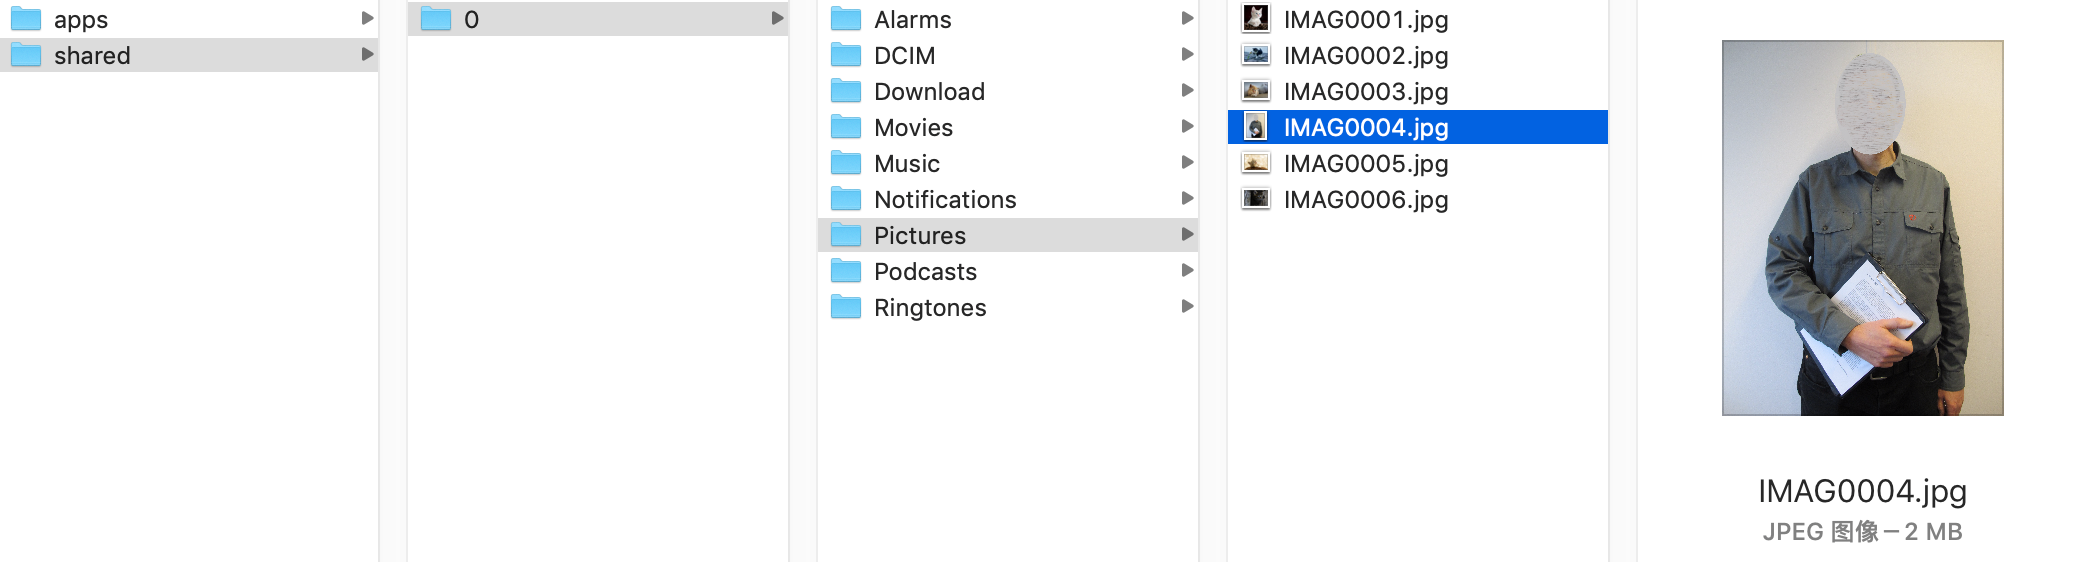 apps
shared
0
Alarms
DCIM
Download
Movies
Music
Notifications
Pictures
Podcasts
Ringtones
IMAG0001.jpg
IMAG0002.jpg
IMAG0003.jpg
IMAG0004.jpg
IMAG0005.jpg
IMAG0006.jpg
IMAG0004.jpg
JPEG 图像 – 2 MB